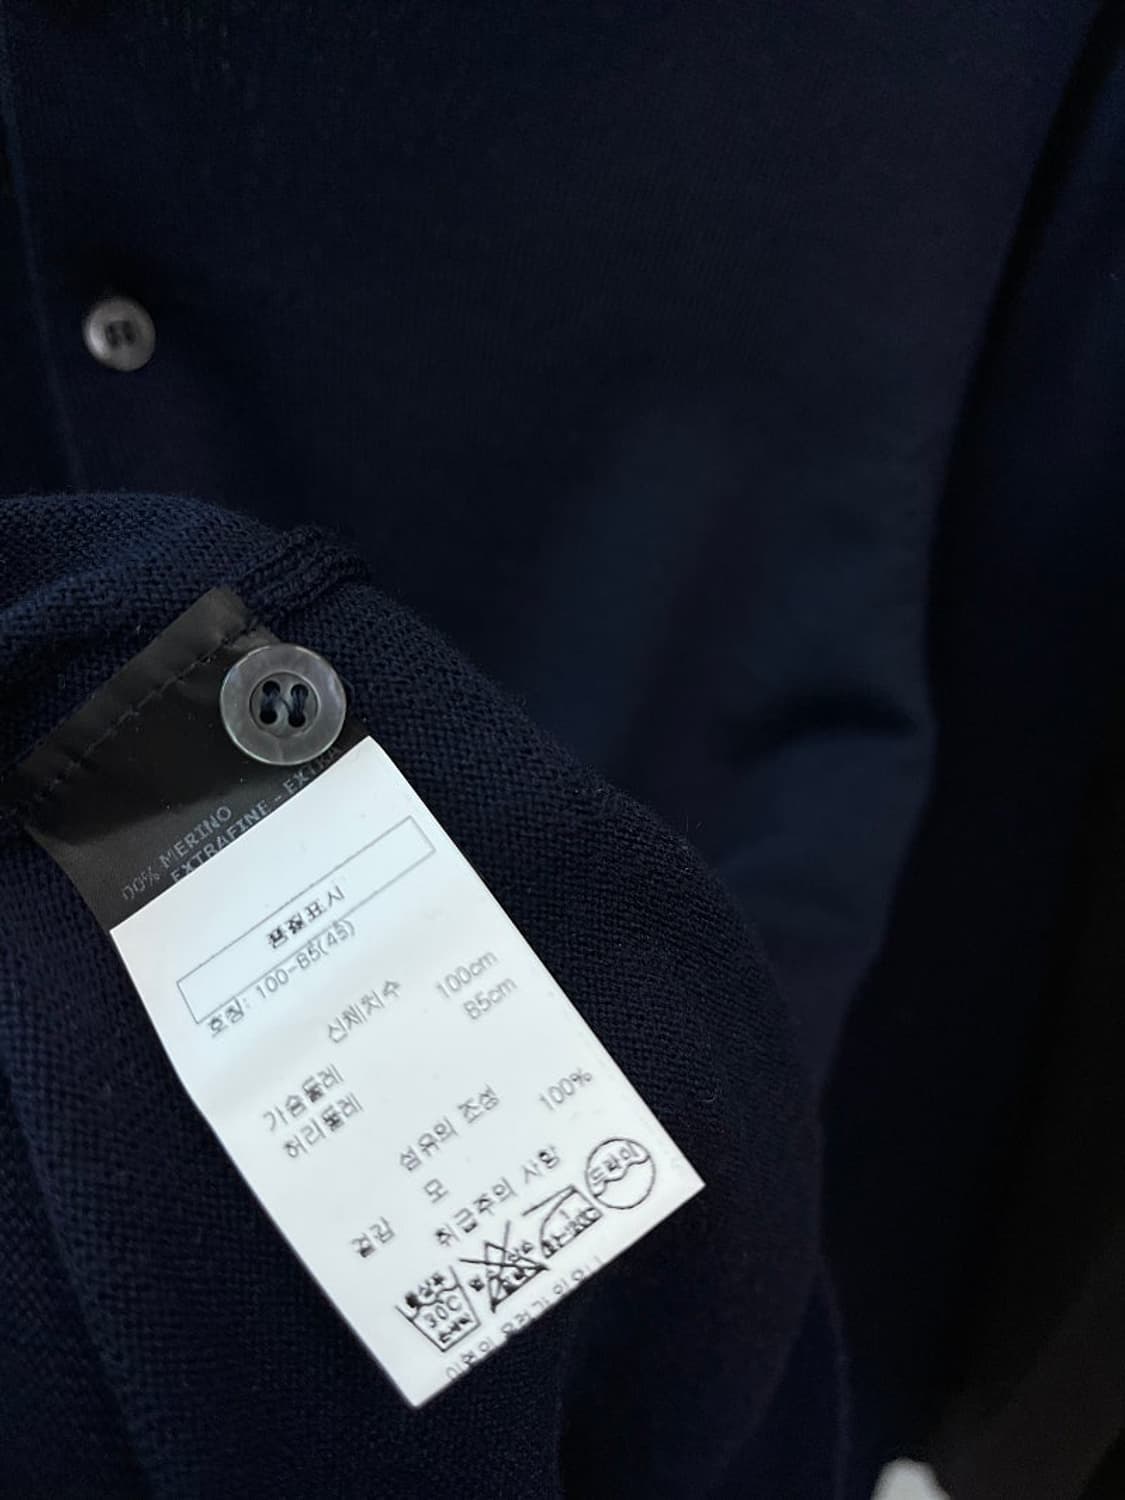 00% MERINO
EXTRAFINE - EXTRA
품질표시
호칭: 100-85(45)
신체치수
가슴둘레 100cm
허리둘레 85cm
섬유의 조성
겉감 모 100%
취급주의 사항
드라이
30C